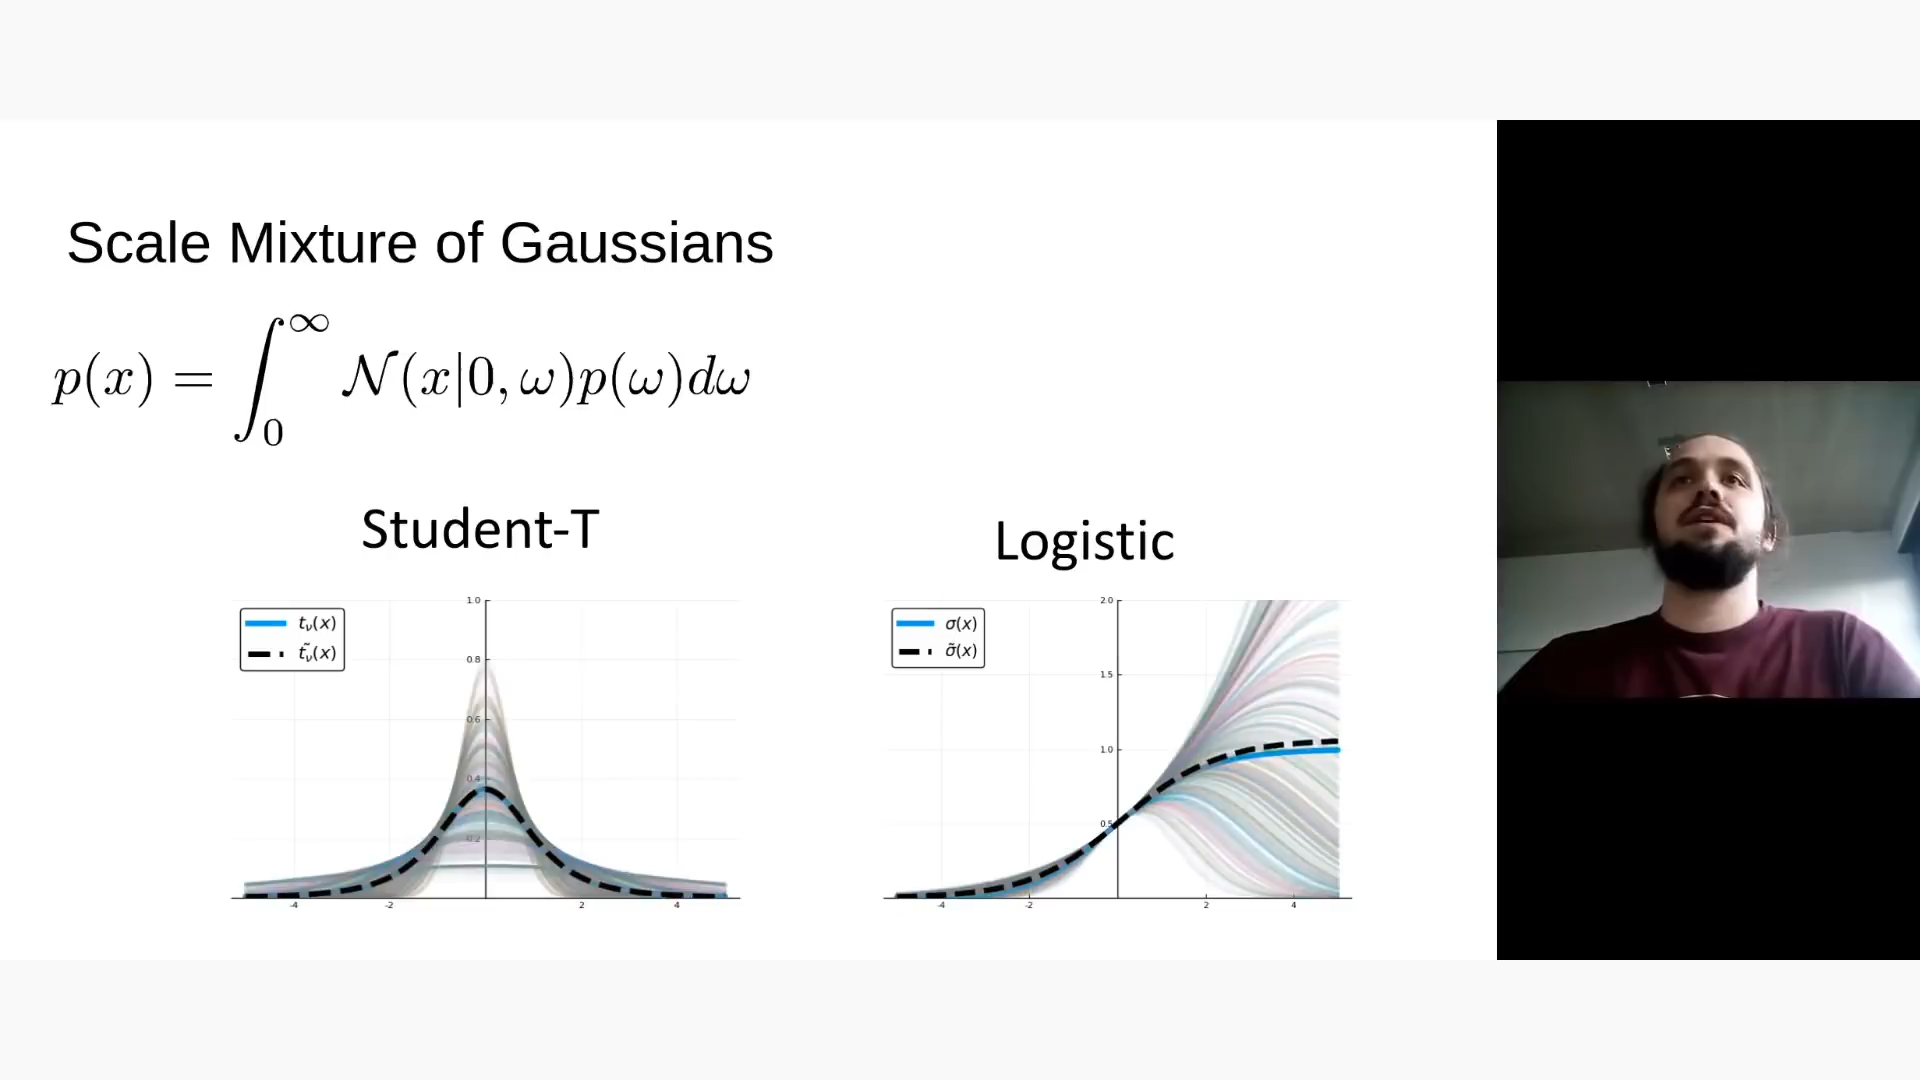 Scale Mixture of Gaussians
p(x) = ∫₀^∞ 𝒩(x|0, ω)p(ω)dω
Student-T
Logistic
t_ν(x)
t̃_ν(x)
1.0
0.8
0.6
0.4
0.2
-4 -2 2 4
σ(x)
σ̃(x)
2.0
1.5
1.0
0.5
-4 -2 2 4